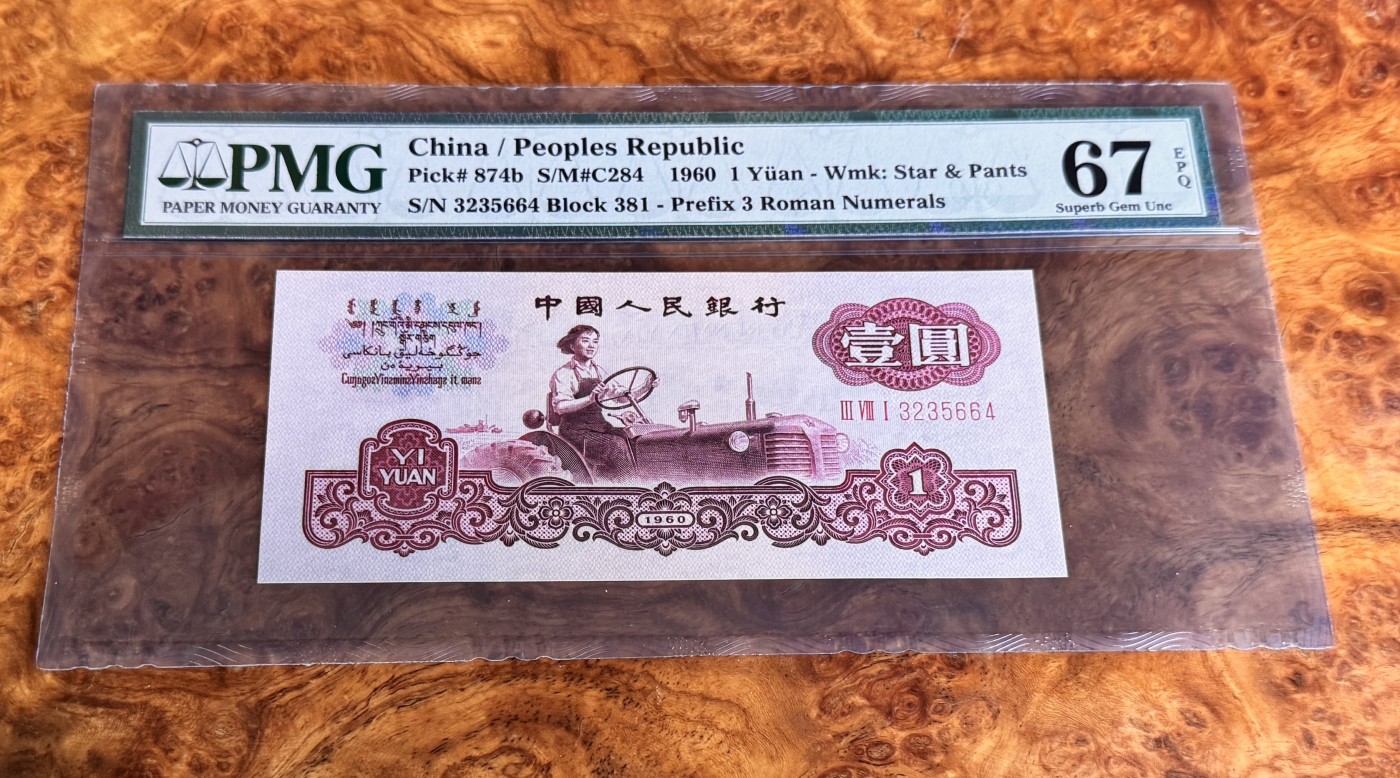 PMG
PAPER MONEY GUARANTY
China / Peoples Republic
Pick# 874b S/M#C284 1960 1 Yüan - Wmk: Star & Pants
S/N 3235664 Block 381 - Prefix 3 Roman Numerals
67
EPQ
Superb Gem Unc
中國人民銀行
壹圓
III VIII I 3235664
YI
YUAN
1960
1